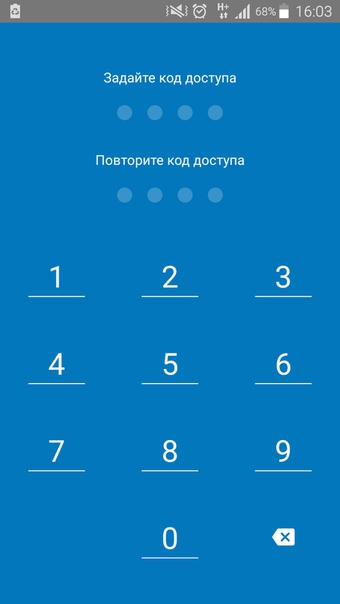 H+ 68% 16:03
Задайте код доступа
Повторите код доступа
1 2 3
4 5 6
7 8 9
0